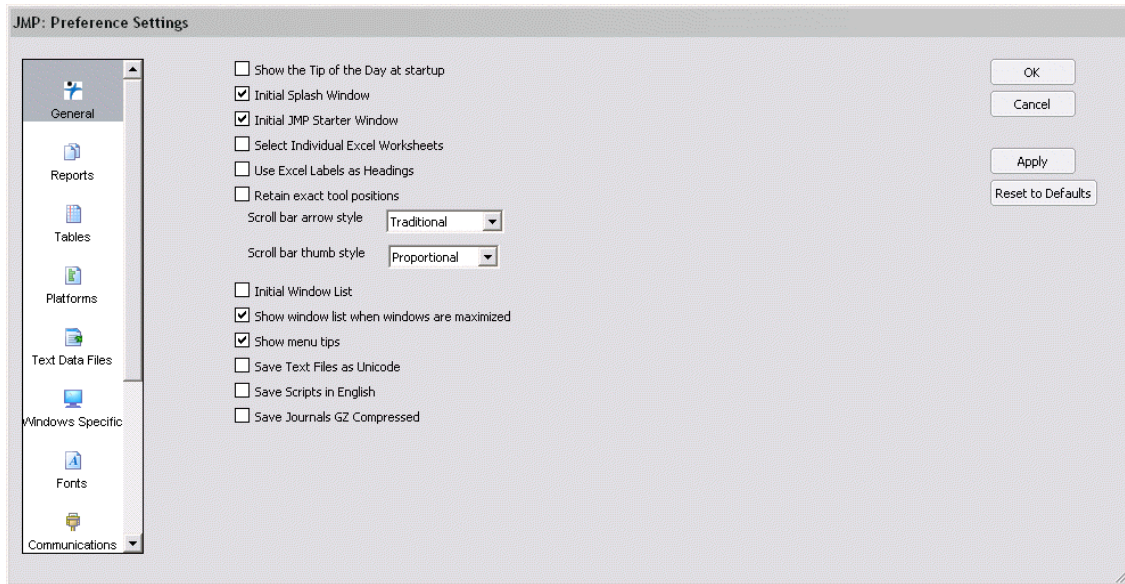 JMP: Preference Settings
General
Reports
Tables
Platforms
Text Data Files
Windows Specific
Fonts
Communications
Show the Tip of the Day at startup
Initial Splash Window
Initial JMP Starter Window
Select Individual Excel Worksheets
Use Excel Labels as Headings
Retain exact tool positions
Scroll bar arrow style Traditional
Scroll bar thumb style Proportional
Initial Window List
Show window list when windows are maximized
Show menu tips
Save Text Files as Unicode
Save Scripts in English
Save Journals GZ Compressed
OK
Cancel
Apply
Reset to Defaults